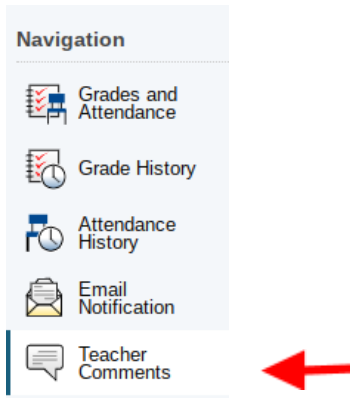 Navigation
Grades and
Attendance
Grade History
Attendance
History
Email
Notification
Teacher
Comments